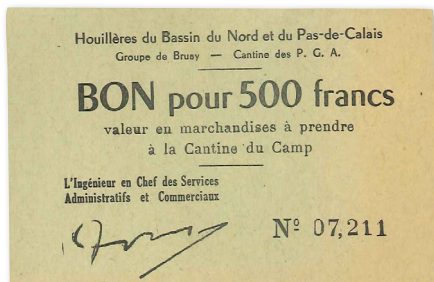 Houillères du Bassin du Nord et du Pas-de-Calais
Groupe de Bruay — Cantine des P. G. A.
BON pour 500 francs
valeur en marchandises à prendre
à la Cantine du Camp
L'Ingénieur en Chef des Services
Administratifs et Commerciaux
Nº 07,211